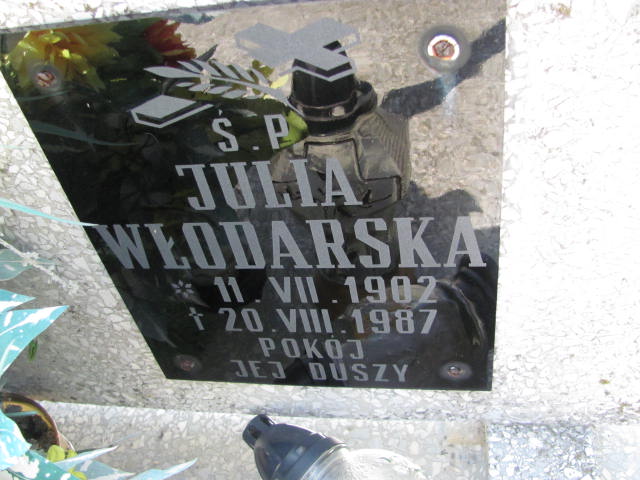 Ś.P
JULIA
WŁODARSKA
* 11.VII.1902
† 20.VIII.1987
POKÓJ
JEJ DUSZY